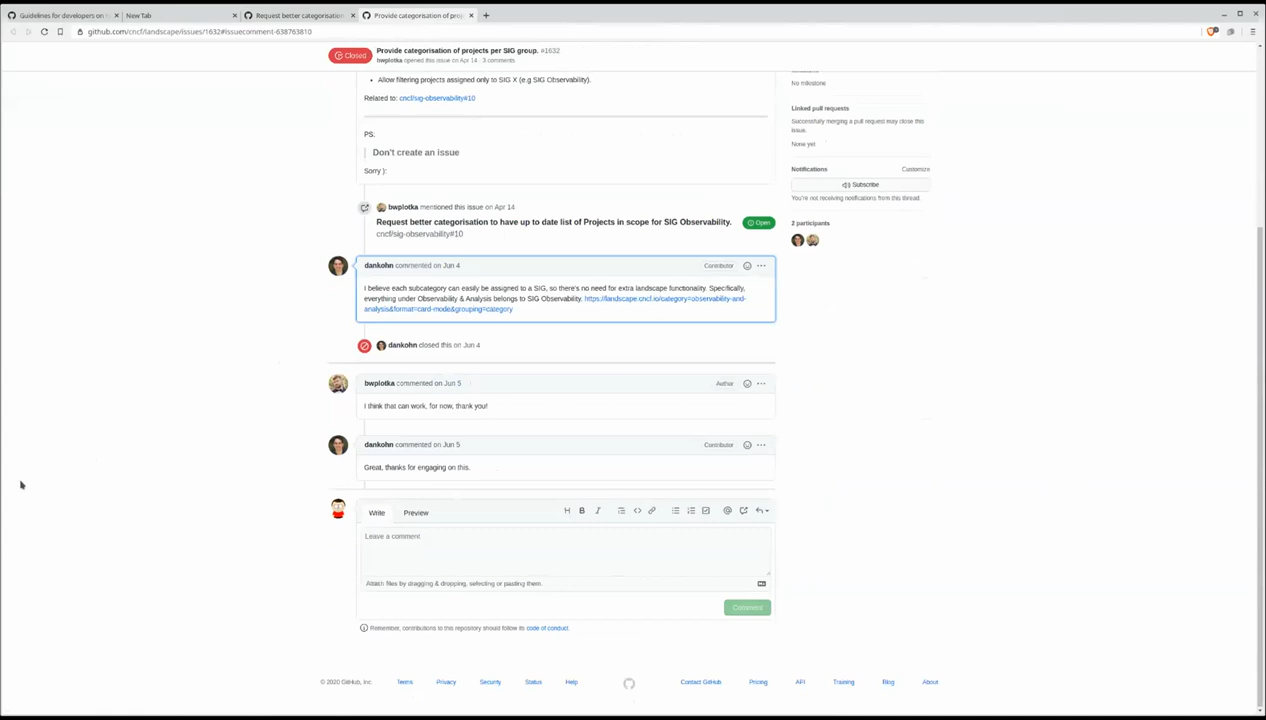 Guidelines for developers on h
New Tab
Request better categorisation
Provide categorisation of proj
github.com/cncf/landscape/issues/1632#issuecomment-638763810
Closed
Provide categorisation of projects per SIG group. #1632
bwplotka opened this issue on Apr 14 · 3 comments
• Allow filtering projects assigned only to SIG X (e.g SIG Observability).
Related to: cncf/sig-observability#10
PS:
Don't create an issue
Sorry ):
bwplotka mentioned this issue on Apr 14
Request better categorisation to have up to date list of Projects in scope for SIG Observability.
Open
cncf/sig-observability#10
dankohn commented on Jun 4
Contributor
I believe each subcategory can easily be assigned to a SIG, so there's no need for extra landscape functionality. Specifically,
everything under Observability & Analysis belongs to SIG Observability. https://landscape.cncf.io/category=observability-and-
analysis&format=card-mode&grouping=category
dankohn closed this on Jun 4
bwplotka commented on Jun 5
Author
I think that can work, for now, thank you!
dankohn commented on Jun 5
Contributor
Great, thanks for engaging on this.
Write
Preview
Leave a comment
Attach files by dragging & dropping, selecting or pasting them.
Comment
Remember, contributions to this repository should follow its code of conduct
No milestone
Linked pull requests
Successfully merging a pull request may close this
issue.
None yet
Notifications
Customize
Subscribe
You're not receiving notifications from this thread.
2 participants
© 2020 GitHub, Inc.
Terms
Privacy
Security
Status
Help
Contact GitHub
Pricing
API
Training
Blog
About